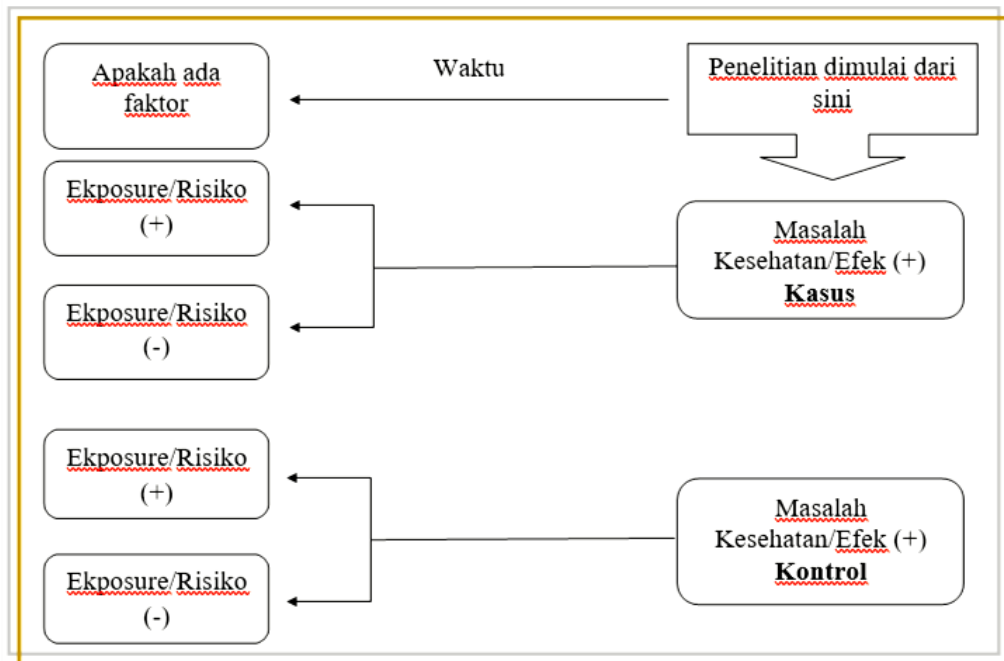 Apakah ada
faktor
Waktu
Penelitian dimulai dari
sini
Ekposure/Risiko
(+)
Ekposure/Risiko
(-)
Masalah
Kesehatan/Efek (+)
Kasus
Ekposure/Risiko
(+)
Ekposure/Risiko
(-)
Masalah
Kesehatan/Efek (+)
Kontrol